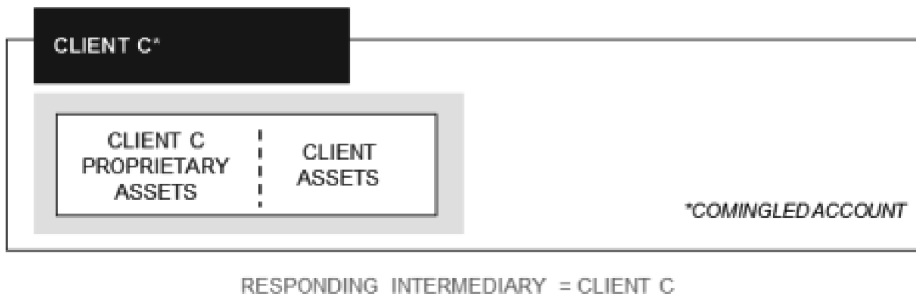 CLIENT C*
CLIENT C
PROPRIETARY
ASSETS
CLIENT
ASSETS
*COMINGLED ACCOUNT
RESPONDING INTERMEDIARY = CLIENT C